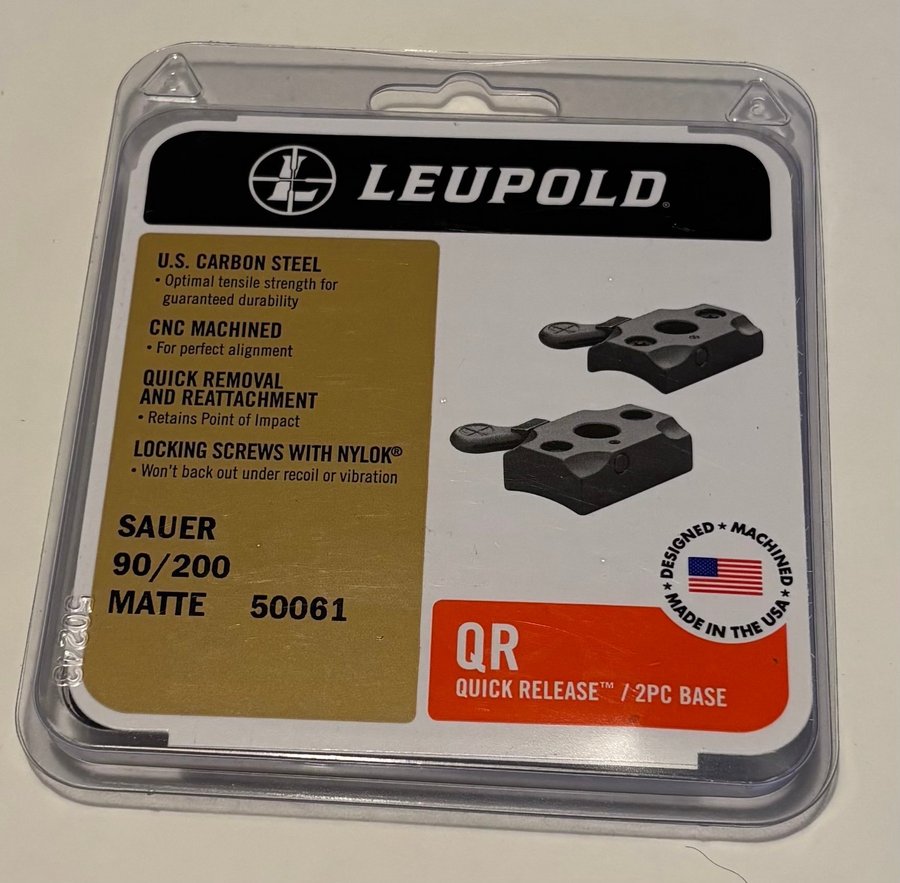 LEUPOLD®
U.S. CARBON STEEL
• Optimal tensile strength for
guaranteed durability
CNC MACHINED
• For perfect alignment
QUICK REMOVAL
AND REATTACHMENT
• Retains Point of Impact
LOCKING SCREWS WITH NYLOK®
• Won't back out under recoil or vibration
SAUER
90/200
MATTE 50061
50243
DESIGNED ★ MACHINED
★ MADE IN THE USA ★
QR
QUICK RELEASE™ / 2PC BASE